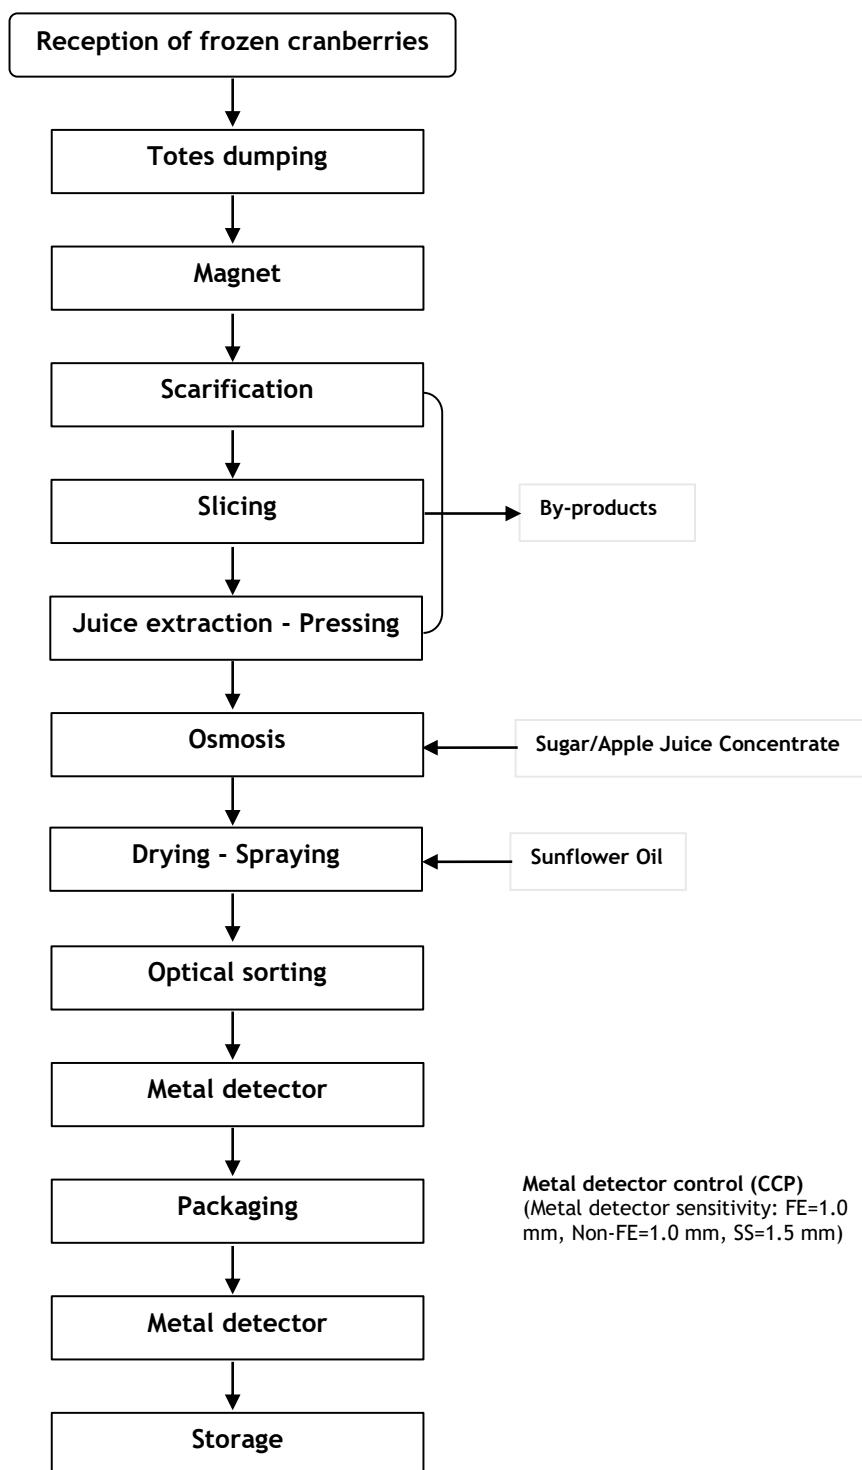 Reception of frozen cranberries
Totes dumping
Magnet
Scarification
Slicing
By-products
Juice extraction - Pressing
Osmosis
Sugar/Apple Juice Concentrate
Drying - Spraying
Sunflower Oil
Optical sorting
Metal detector
Packaging
Metal detector control (CCP)
(Metal detector sensitivity: FE=1.0
mm, Non-FE=1.0 mm, SS=1.5 mm)
Metal detector
Storage